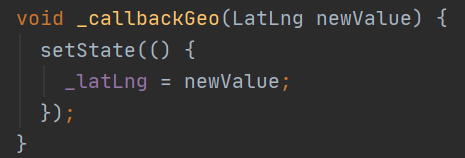 void _callbackGeo(LatLng newValue) {
  setState(() {
    _latLng = newValue;
  });
}